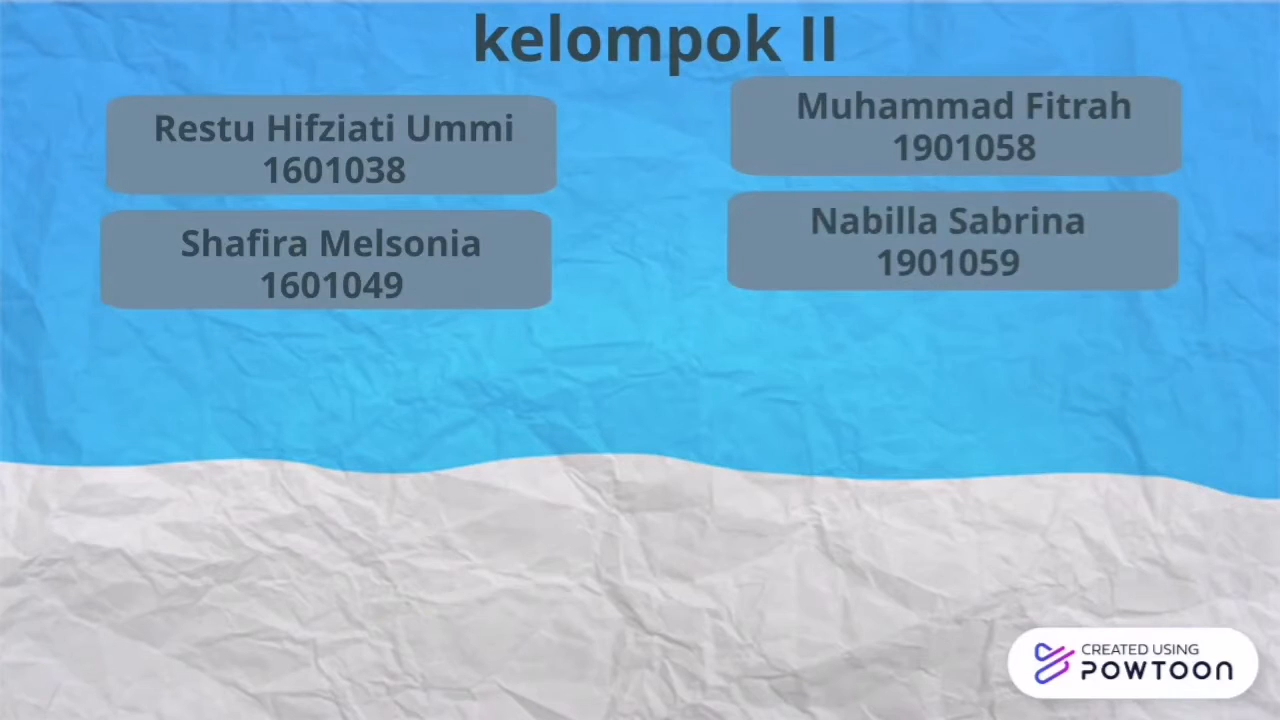 kelompok II
Restu Hifziati Ummi
1601038
Muhammad Fitrah
1901058
Shafira Melsonia
1601049
Nabilla Sabrina
1901059
CREATED USING
POWTOON